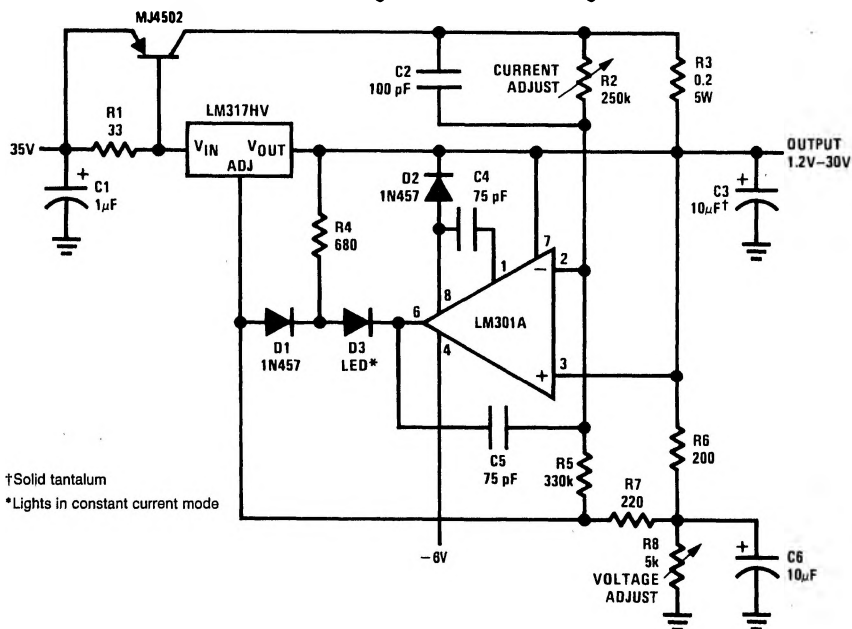 MJ4502
C2
100 pF
CURRENT
ADJUST
R2
250k
R3
0.2
5W
R1
33
LM317HV
35V
VIN
VOUT
ADJ
OUTPUT
1.2V–30V
C1
1μF
+
D2
1N457
C4
75 pF
+
C3
10μF†
R4
680
7
1
−
2
8
6
LM301A
4
D1
1N457
D3
LED*
+
3
C5
75 pF
R5
330k
R6
200
R7
220
†Solid tantalum
*Lights in constant current mode
−6V
R8
5k
VOLTAGE
ADJUST
+
C6
10μF